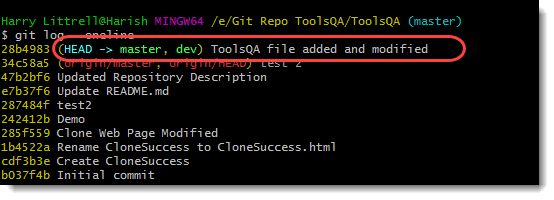 Harry Littrell@Harish MINGW64 /e/Git Repo ToolsQA/ToolsQA (master)
$ git log --oneline
28b4983 (HEAD -> master, dev) ToolsQA file added and modified
34c58a5 (origin/master, origin/HEAD) test 2
47b2bf6 Updated Repository Description
e7b37f6 Update README.md
287484f test2
242412b Demo
285f559 Clone Web Page Modified
1b4522a Rename CloneSuccess to CloneSuccess.html
cdf3b3e Create CloneSuccess
b037f4b Initial commit